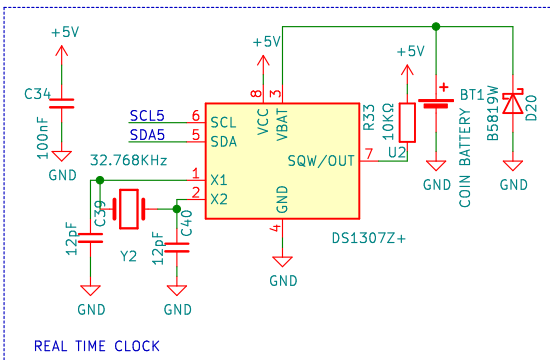 +5V
+5V
+5V
C34
100nF
GND
8
3
VCC
VBAT
SCL5
6
SCL
SDA5
5
SDA
R33
10KΩ
U2
SQW/OUT
7
BT1
+
COIN BATTERY
GND
B5819W
D20
GND
32.768KHz
1
X1
2
X2
C39
12pF
Y2
C40
12pF
GND
4
DS1307Z+
GND
GND
GND
REAL TIME CLOCK